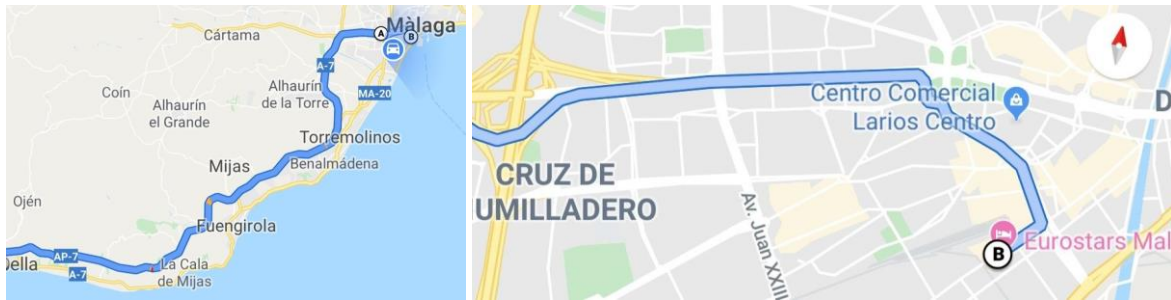 Cártama
A
Màlaga
B
A-7
Coín
Alhaurín
de la Torre
MA-20
Alhaurín
el Grande
Torremolinos
Benalmádena
Mijas
Ojén
Fuengirola
AP-7
della
A-7
La Cala
de Mijas
Centro Comercial
Larios Centro
D
CRUZ DE
UMILLADERO
Av. Juan XXIII
Eurostars Mal
B